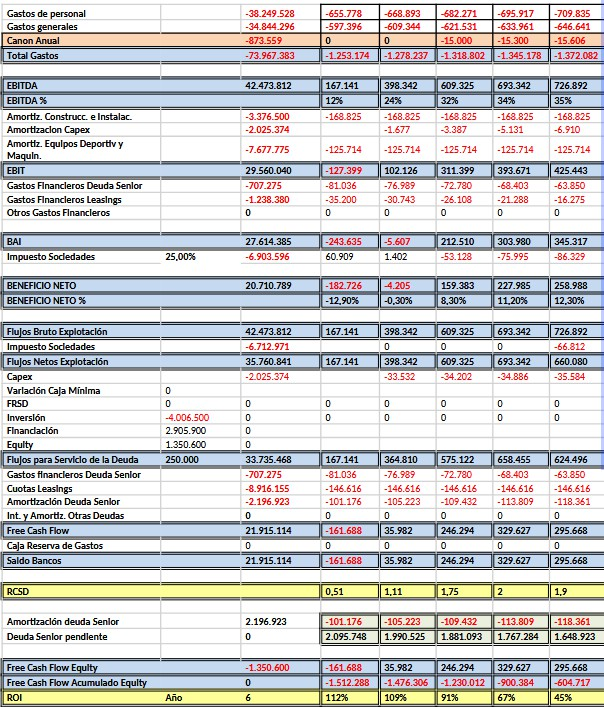 Gastos de personal -38.249.528 -655.778 -668.893 -682.271 -695.917 -709.835
Gastos generales -34.844.296 -597.396 -609.344 -621.531 -633.961 -646.641
Canon Anual -873.559 0 0 -15.000 -15.300 -15.606
Total Gastos -73.967.383 -1.253.174 -1.278.237 -1.318.802 -1.345.178 -1.372.082
EBITDA 42.473.812 167.141 398.342 609.325 693.342 726.892
EBITDA % 12% 24% 32% 34% 35%
Amortiz. Construcc. e Instalac. -3.376.500 -168.825 -168.825 -168.825 -168.825 -168.825
Amortizacion Capex -2.025.374 -1.677 -3.387 -5.131 -6.910
Amortiz. Equipos Deportiv y
Maquin. -7.677.775 -125.714 -125.714 -125.714 -125.714 -125.714
EBIT 29.560.040 -127.399 102.126 311.399 393.671 425.443
Gastos Financieros Deuda Senior -707.275 -81.036 -76.989 -72.780 -68.403 -63.850
Gastos Financieros Leasings -1.238.380 -35.200 -30.743 -26.108 -21.288 -16.275
Otros Gastos Financieros 0 0 0 0 0 0
BAI 27.614.385 -243.635 -5.607 212.510 303.980 345.317
Impuesto Sociedades 25,00% -6.903.596 60.909 1.402 -53.128 -75.995 -86.329
BENEFICIO NETO 20.710.789 -182.726 -4.205 159.383 227.985 258.988
BENEFICIO NETO % -12,90% -0,30% 8,30% 11,20% 12,30%
Flujos Bruto Explotación 42.473.812 167.141 398.342 609.325 693.342 726.892
Impuesto Sociedades -6.712.971 0 0 0 -66.812
Flujos Netos Explotación 35.760.841 167.141 398.342 609.325 693.342 660.080
Capex -2.025.374 -33.532 -34.202 -34.886 -35.584
Variación Caja Mínima 0
FRSD 0 0 0 0 0 0 0
Inversión -4.006.500 0 0 0 0 0 0
Financiación 2.905.900 0
Equity 1.350.600 0
Flujos para Servicio de la Deuda 250.000 33.735.468 167.141 364.810 575.122 658.455 624.496
Gastos financieros Deuda Senior -707.275 -81.036 -76.989 -72.780 -68.403 -63.850
Cuotas Leasings -8.916.155 -146.616 -146.616 -146.616 -146.616 -146.616
Amortización Deuda Senior -2.196.923 -101.176 -105.223 -109.432 -113.809 -118.361
Int. y Amortiz. Otras Deudas 0 0 0 0 0 0
Free Cash Flow 21.915.114 -161.688 35.982 246.294 329.627 295.668
Caja Reserva de Gastos 0 0 0 0 0 0
Saldo Bancos 21.915.114 -161.688 35.982 246.294 329.627 295.668
RCSD 0,51 1,11 1,75 2 1,9
Amortización deuda Senior 2.196.923 -101.176 -105.223 -109.432 -113.809 -118.361
Deuda Senior pendiente 0 2.095.748 1.990.525 1.881.093 1.767.284 1.648.923
Free Cash Flow Equity -1.350.600 -161.688 35.982 246.294 329.627 295.668
Free Cash Flow Acumulado Equity 0 -1.512.288 -1.476.306 -1.230.012 -900.384 -604.717
ROI Año 6 112% 109% 91% 67% 45%